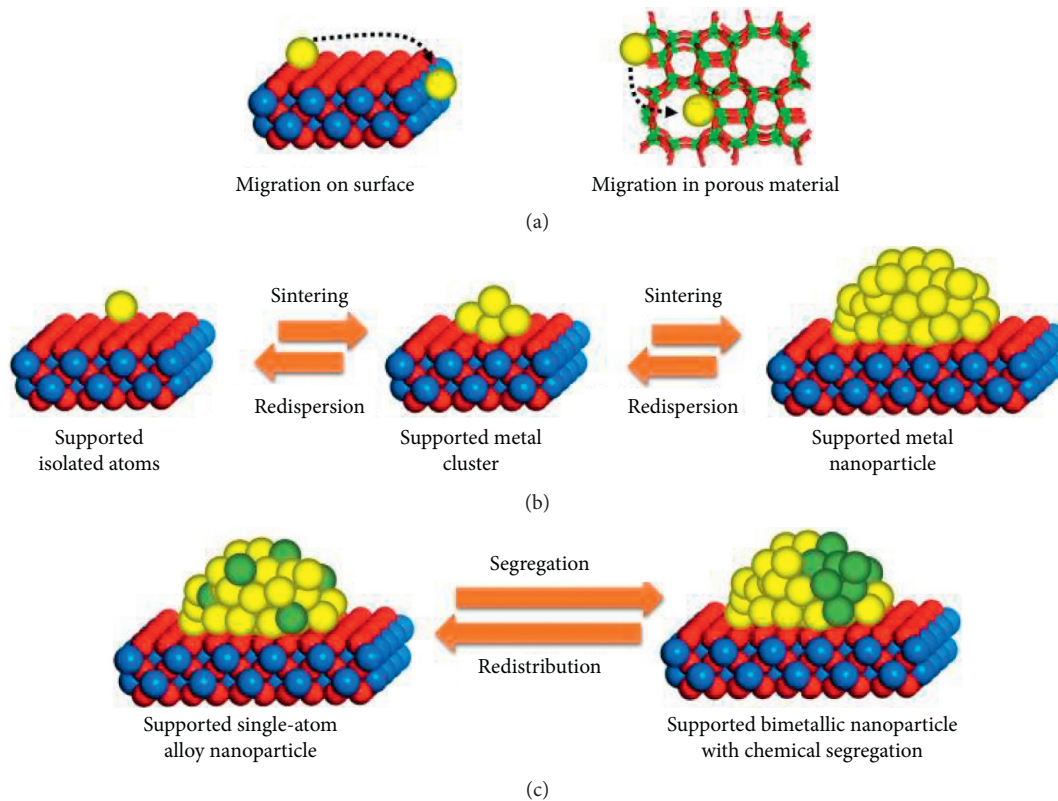 Migration on surface
Migration in porous material
(a)
Sintering
Redispersion
Sintering
Redispersion
Supported
isolated atoms
Supported metal
cluster
Supported metal
nanoparticle
(b)
Segregation
Redistribution
Supported single-atom
alloy nanoparticle
Supported bimetallic nanoparticle
with chemical segregation
(c)